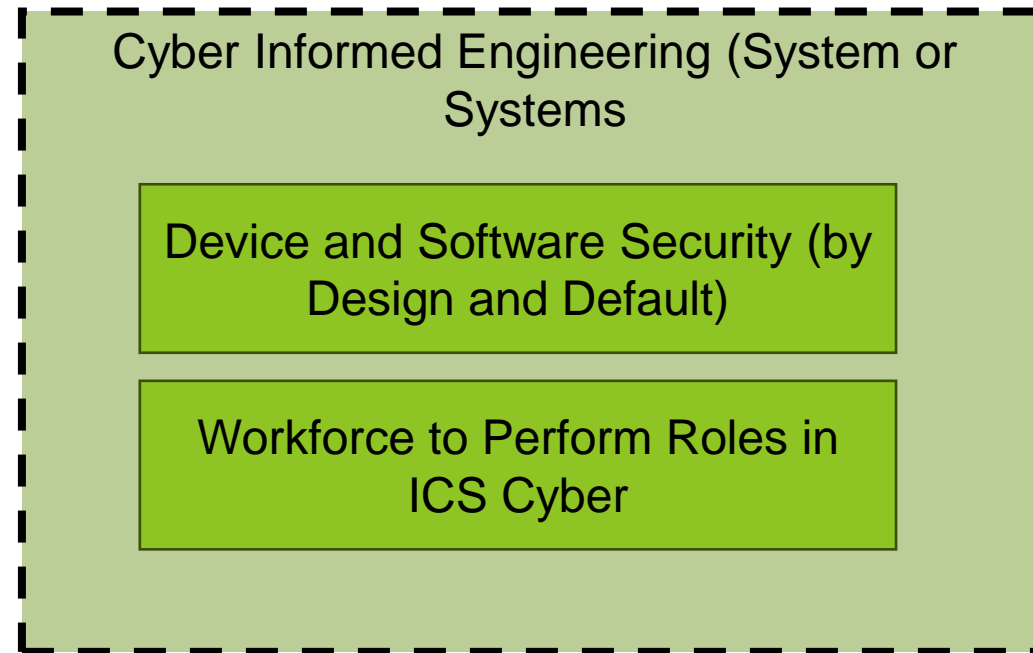 Cyber Informed Engineering (System or
Systems
Device and Software Security (by
Design and Default)
Workforce to Perform Roles in
ICS Cyber